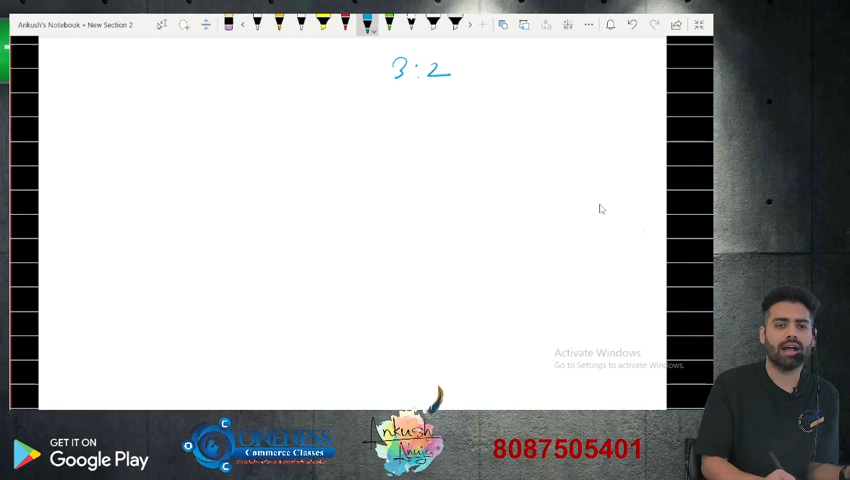 Ankush's Notebook » New Section 2
3:2
Activate Windows
Go to Settings to activate Windows.
GET IT ON
Google Play
C
O
C
ONENESS
Commerce Classes
Ankush
Ahuja
8087505401